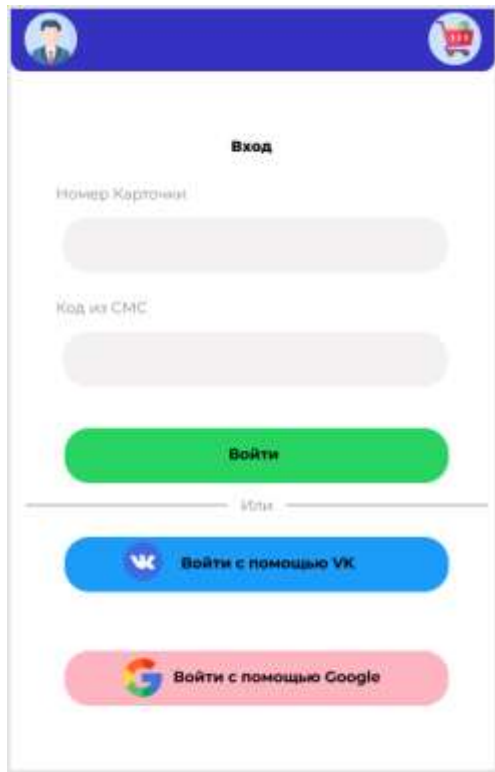 Вход
Номер Карточки
Код из СМС
Войти
Или
Войти с помощью VK
Войти с помощью Google